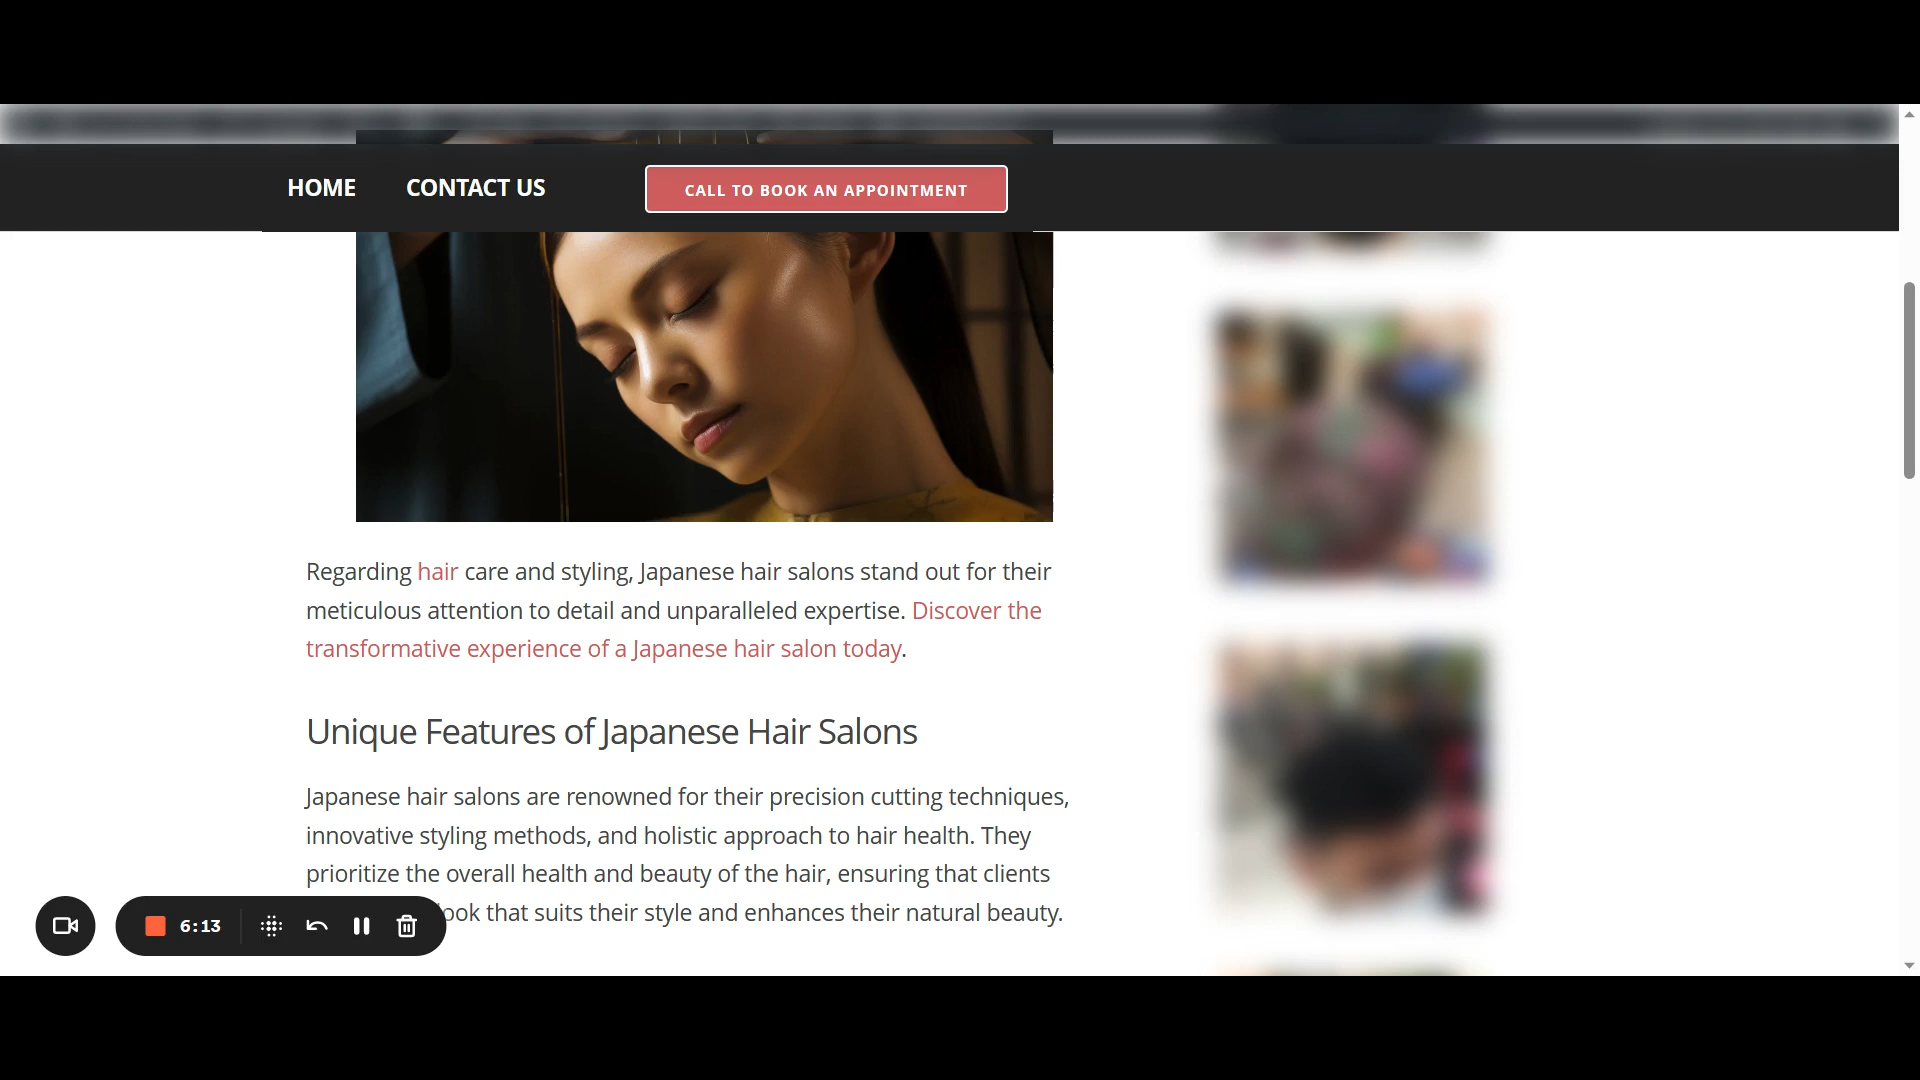 HOME CONTACT US CALL TO BOOK AN APPOINTMENT
Regarding hair care and styling, Japanese hair salons stand out for their
meticulous attention to detail and unparalleled expertise. Discover the
transformative experience of a Japanese hair salon today.
Unique Features of Japanese Hair Salons
Japanese hair salons are renowned for their precision cutting techniques,
innovative styling methods, and holistic approach to hair health. They
prioritize the overall health and beauty of the hair, ensuring that clients
look that suits their style and enhances their natural beauty.
6:13